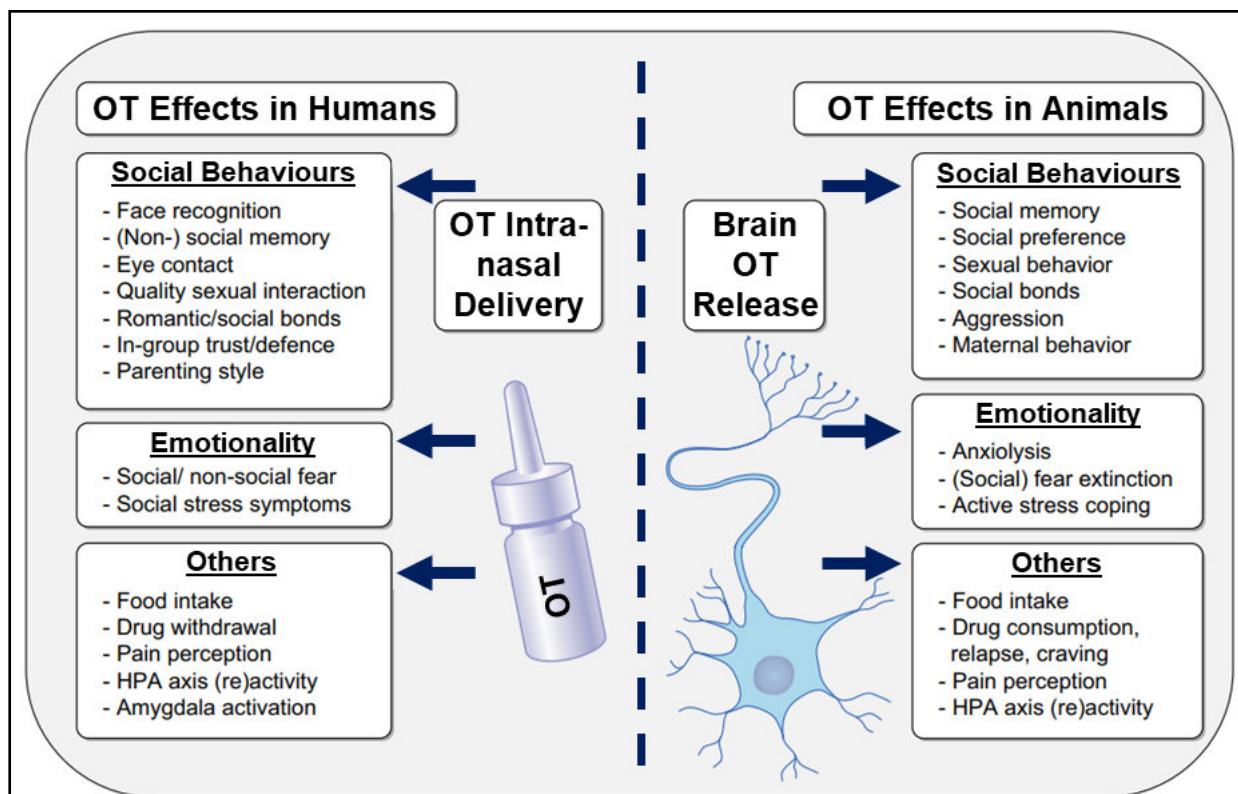 OT Effects in Humans
Social Behaviours
- Face recognition
- (Non-) social memory
- Eye contact
- Quality sexual interaction
- Romantic/social bonds
- In-group trust/defence
- Parenting style
Emotionality
- Social/ non-social fear
- Social stress symptoms
Others
- Food intake
- Drug withdrawal
- Pain perception
- HPA axis (re)activity
- Amygdala activation
OT Intra-
nasal
Delivery
OT
Brain
OT
Release
OT Effects in Animals
Social Behaviours
- Social memory
- Social preference
- Sexual behavior
- Social bonds
- Aggression
- Maternal behavior
Emotionality
- Anxiolysis
- (Social) fear extinction
- Active stress coping
Others
- Food intake
- Drug consumption,
relapse, craving
- Pain perception
- HPA axis (re)activity